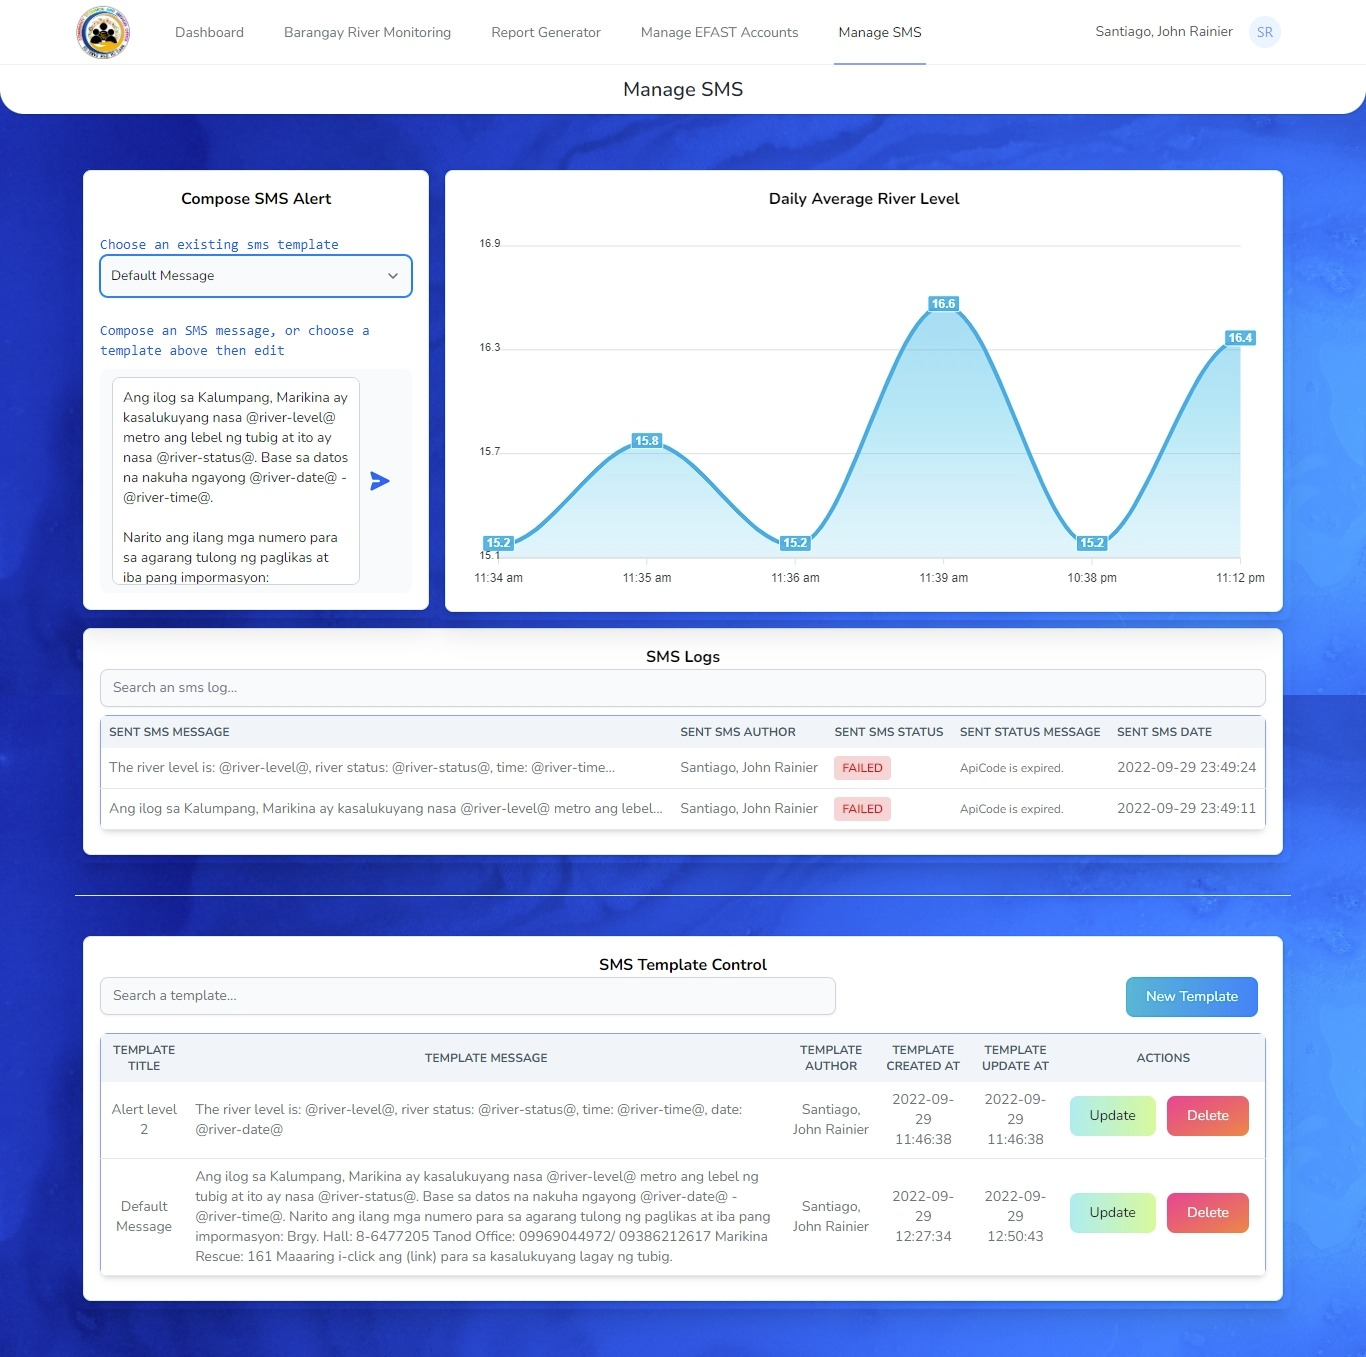 Dashboard
Barangay River Monitoring
Report Generator
Manage EFAST Accounts
Manage SMS
Santiago, John Rainier
SR
Manage SMS
Compose SMS Alert
Choose an existing sms template
Default Message
Compose an SMS message, or choose a
template above then edit
Ang ilog sa Kalumpang, Marikina ay
kasalukuyang nasa @river-level@
metro ang lebel ng tubig at ito ay
nasa @river-status@. Base sa datos
na nakuha ngayong @river-date@ -
@river-time@.
Narito ang ilang mga numero para
sa agarang tulong ng paglikas at
iba pang impormasyon:
Daily Average River Level
16.9
16.3
15.7
15.1
15.2
15.8
15.2
16.6
15.2
16.4
11:34 am
11:35 am
11:36 am
11:39 am
10:38 pm
11:12 pm
SMS Logs
Search an sms log...
SENT SMS MESSAGE
SENT SMS AUTHOR
SENT SMS STATUS
SENT STATUS MESSAGE
SENT SMS DATE
The river level is: @river-level@, river status: @river-status@, time: @river-time...
Santiago, John Rainier
FAILED
ApiCode is expired.
2022-09-29 23:49:24
Ang ilog sa Kalumpang, Marikina ay kasalukuyang nasa @river-level@ metro ang lebel...
Santiago, John Rainier
FAILED
ApiCode is expired.
2022-09-29 23:49:11
SMS Template Control
Search a template...
New Template
TEMPLATE
TITLE
TEMPLATE MESSAGE
TEMPLATE
AUTHOR
TEMPLATE
CREATED AT
TEMPLATE
UPDATE AT
ACTIONS
Alert level
2
The river level is: @river-level@, river status: @river-status@, time: @river-time@, date:
@river-date@
Santiago,
John Rainier
2022-09-
29
11:46:38
2022-09-
29
11:46:38
Update
Delete
Default
Message
Ang ilog sa Kalumpang, Marikina ay kasalukuyang nasa @river-level@ metro ang lebel ng
tubig at ito ay nasa @river-status@. Base sa datos na nakuha ngayong @river-date@ -
@river-time@. Narito ang ilang mga numero para sa agarang tulong ng paglikas at iba pang
impormasyon: Brgy. Hall: 8-6477205 Tanod Office: 09969044972/ 09386212617 Marikina
Rescue: 161 Maaaring i-click ang (link) para sa kasalukuyang lagay ng tubig.
Santiago,
John Rainier
2022-09-
29
12:27:34
2022-09-
29
12:50:43
Update
Delete